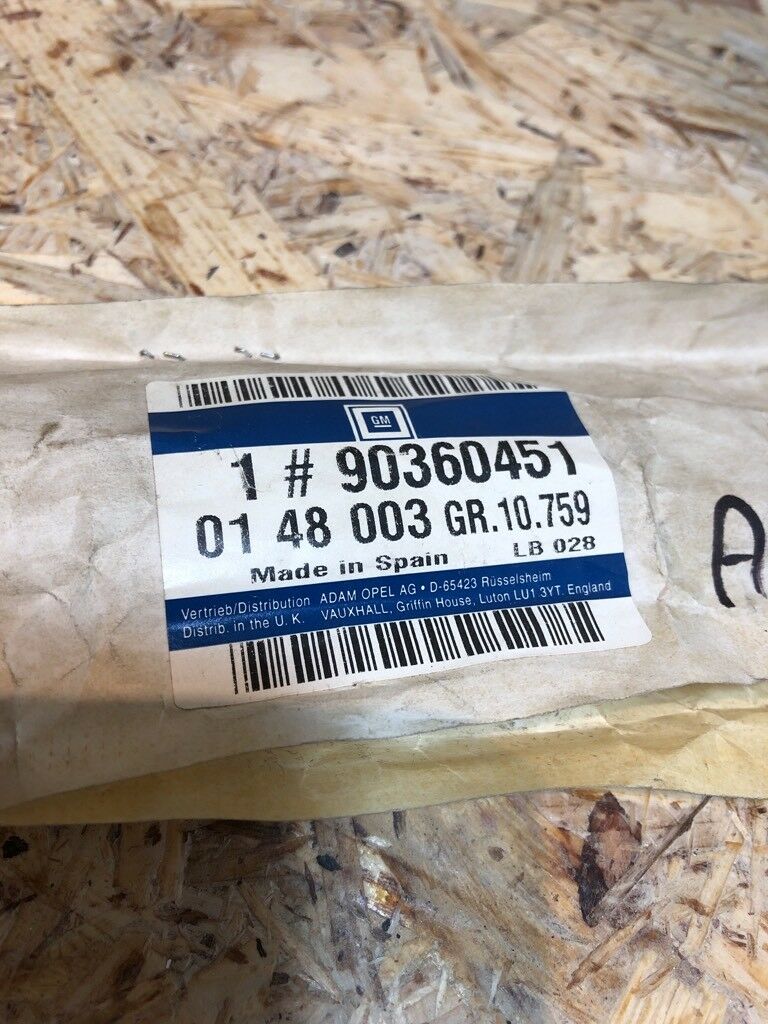 GM
1 # 90360451
01 48 003 GR.10.759
Made in Spain LB 028
Vertrieb/Distribution ADAM OPEL AG • D-65423 Rüsselsheim
Distrib. in the U. K. VAUXHALL, Griffin House, Luton LU1 3YT. England
A